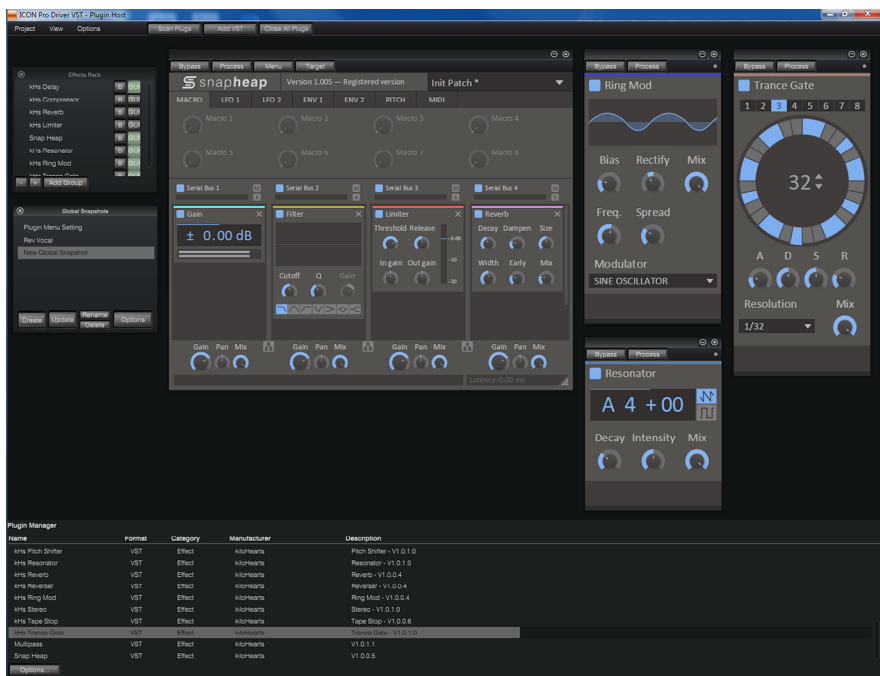 ICON Pro Driver VST - Plugin Host
Project View Options Scan Plugs Add VST Close All Plugs
Effects Rack
kHs Delay B GUI
kHs Compressor B GUI
kHs Reverb B GUI
kHs Limiter B GUI
Snap Heap B GUI
kHs Resonator B GUI
kHs Ring Mod B GUI
kHs Trance Gate B GUI
- + Add Group
Global Snapshots
Plugin Menu Setting
Rev Vocal
New Global Snapshot
Create Update Rename Delete Options
Bypass Process Menu Target
snapheap Version 1.005 — Registered version Init Patch *
MACRO LFO 1 LFO 2 ENV 1 ENV 2 PITCH MIDI
Macro 1 Macro 2 Macro 3 Macro 4
Macro 5 Macro 6 Macro 7 Macro 8
Serial Bus 1 M S Serial Bus 2 M S Serial Bus 3 M S Serial Bus 4 M S
Gain Filter Limiter Reverb
± 0.00 dB
Cutoff Q Gain
Threshold Release
0 dB
In gain Out gain
-10
-20
Decay Dampen Size
Width Early Mix
Gain Pan Mix Gain Pan Mix Gain Pan Mix Gain Pan Mix
Latency: 0.00 ms
Bypass Process
Ring Mod
Bias Rectify Mix
Freq. Spread
Modulator
SINE OSCILLATOR
Bypass Process
Resonator
A 4 +00
Decay Intensity Mix
Bypass Process
Trance Gate
1 2 3 4 5 6 7 8
32
A D S R
Resolution Mix
1/32
Plugin Manager
Name Format Category Manufacturer Description
kHs Pitch Shifter VST Effect kiloHearts Pitch Shifter - V1.0.1.0
kHs Resonator VST Effect kiloHearts Resonator - V1.0.1.0
kHs Reverb VST Effect kiloHearts Reverb - V1.0.0.4
kHs Reverser VST Effect kiloHearts Reverser - V1.0.0.4
kHs Ring Mod VST Effect kiloHearts Ring Mod - V1.0.0.4
kHs Stereo VST Effect kiloHearts Stereo - V1.0.1.0
kHs Tape Stop VST Effect kiloHearts Tape Stop - V1.0.0.6
kHs Trance Gate VST Effect kiloHearts Trance Gate - V1.0.1.0
Multipass VST Effect kiloHearts V1.0.1.1
Snap Heap VST Effect kiloHearts V1.0.0.5
Options...